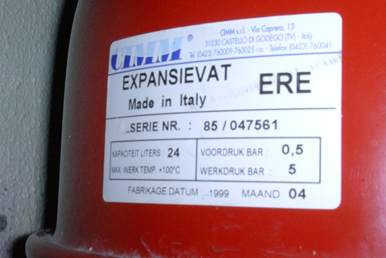 CIMM
CIMM s.r.l. - Via Caprera, 13
31030 CASTELLO DI GODEGO (TV) - Italy
EXPANSIEVAT ERE
Made in Italy
SERIE NR. : 85 / 047561
KAPACITEIT LITERS : 24
VOORDRUK BAR : 0,5
MAX. WERK TEMP. +100°C
WERKDRUK BAR : 5
FABRIKAGE DATUM 1999 MAAND 04